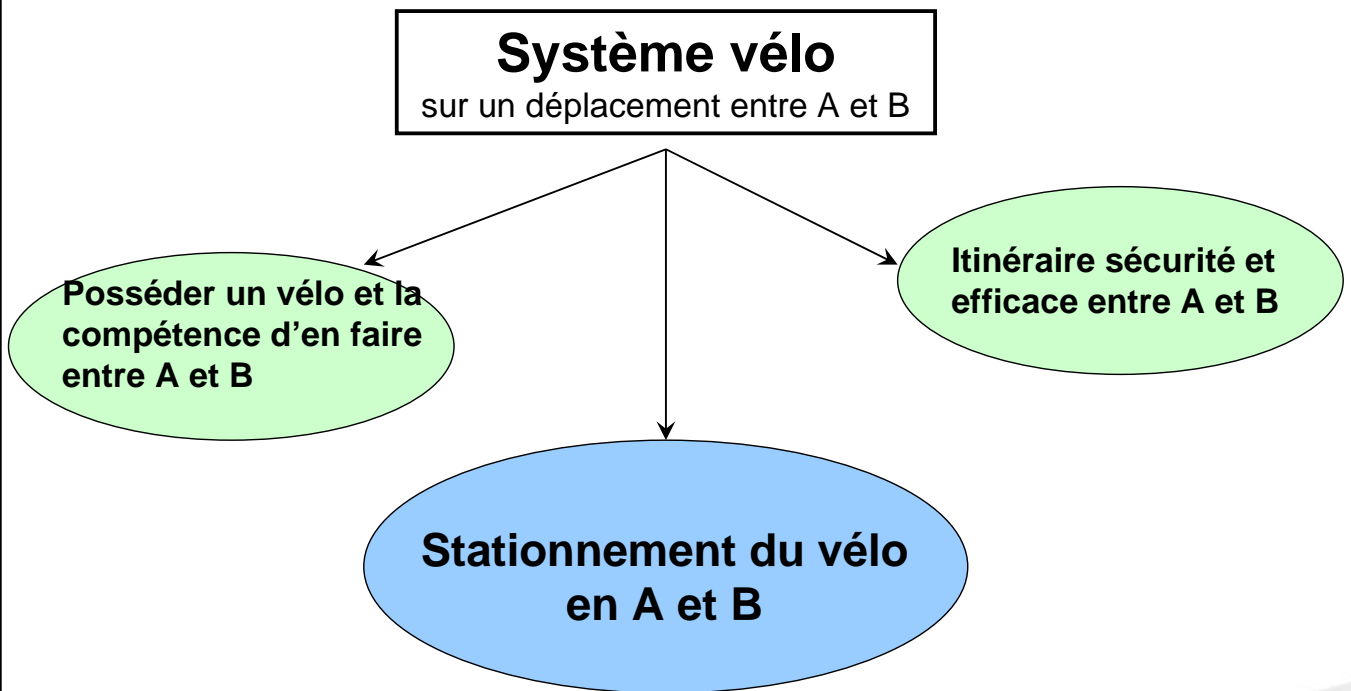 Système vélo
sur un déplacement entre A et B
Posséder un vélo et la
compétence d'en faire
entre A et B
Itinéraire sécurité et
efficace entre A et B
Stationnement du vélo
en A et B